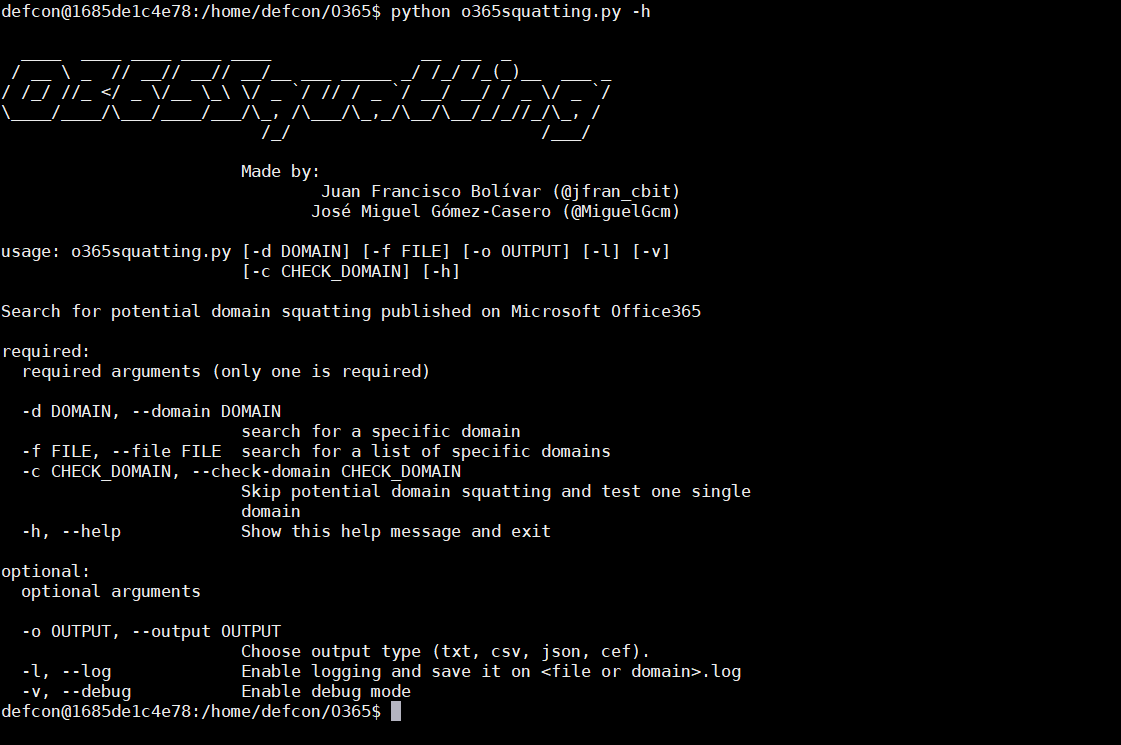 defcon@1685de1c4e78:/home/defcon/O365$ python o365squatting.py -h
O365Squatting
Made by:
Juan Francisco Bolívar (@jfran_cbit)
José Miguel Gómez-Casero (@MiguelGcm)
usage: o365squatting.py [-d DOMAIN] [-f FILE] [-o OUTPUT] [-l] [-v]
[-c CHECK_DOMAIN] [-h]
Search for potential domain squatting published on Microsoft Office365
required:
required arguments (only one is required)
-d DOMAIN, --domain DOMAIN
search for a specific domain
-f FILE, --file FILE  search for a list of specific domains
-c CHECK_DOMAIN, --check-domain CHECK_DOMAIN
Skip potential domain squatting and test one single
domain
-h, --help            Show this help message and exit
optional:
optional arguments
-o OUTPUT, --output OUTPUT
Choose output type (txt, csv, json, cef).
-l, --log             Enable logging and save it on <file or domain>.log
-v, --debug           Enable debug mode
defcon@1685de1c4e78:/home/defcon/O365$